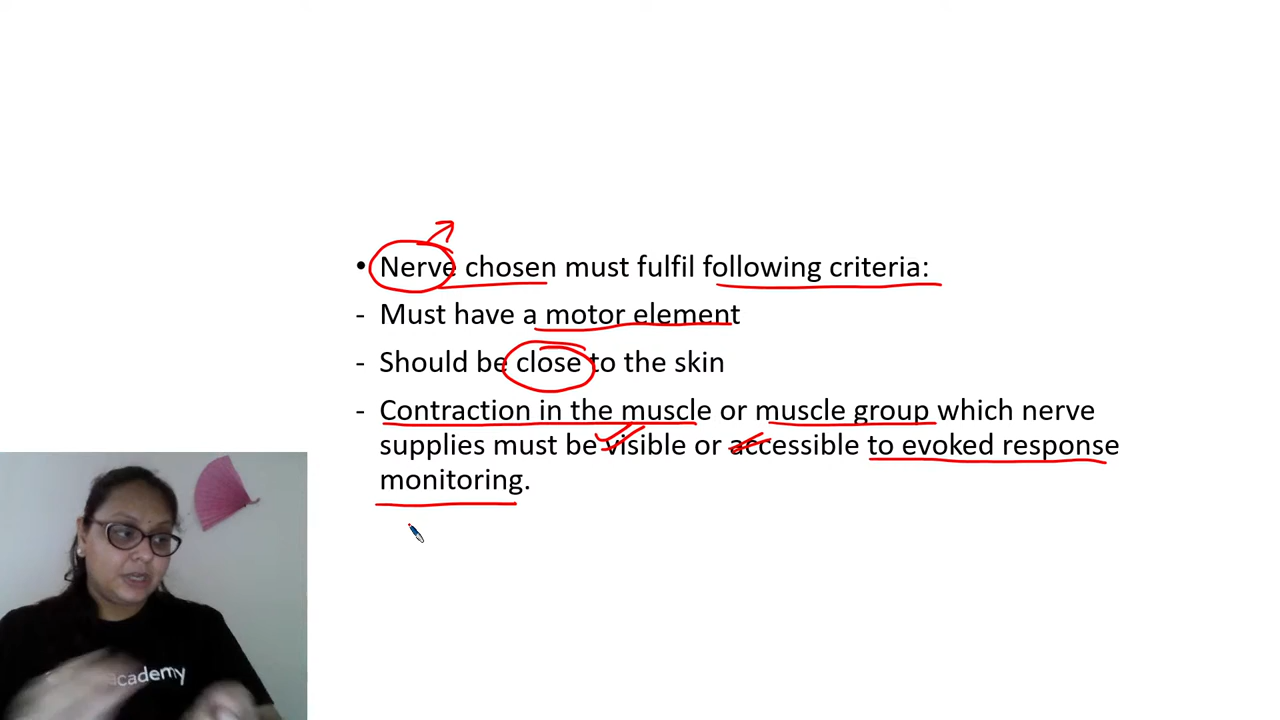 • Nerve chosen must fulfil following criteria:
- Must have a motor element
- Should be close to the skin
- Contraction in the muscle or muscle group which nerve
supplies must be visible or accessible to evoked response
monitoring.
academy